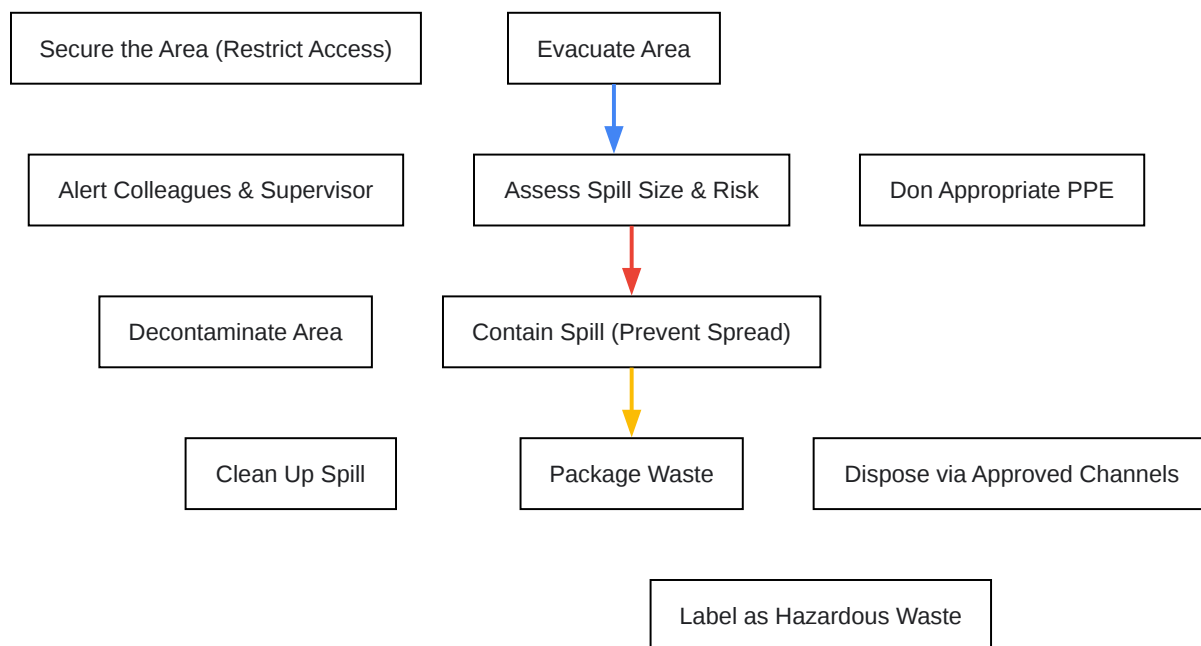 Secure the Area (Restrict Access)
Evacuate Area
Alert Colleagues & Supervisor
Assess Spill Size & Risk
Don Appropriate PPE
Decontaminate Area
Contain Spill (Prevent Spread)
Clean Up Spill
Package Waste
Dispose via Approved Channels
Label as Hazardous Waste